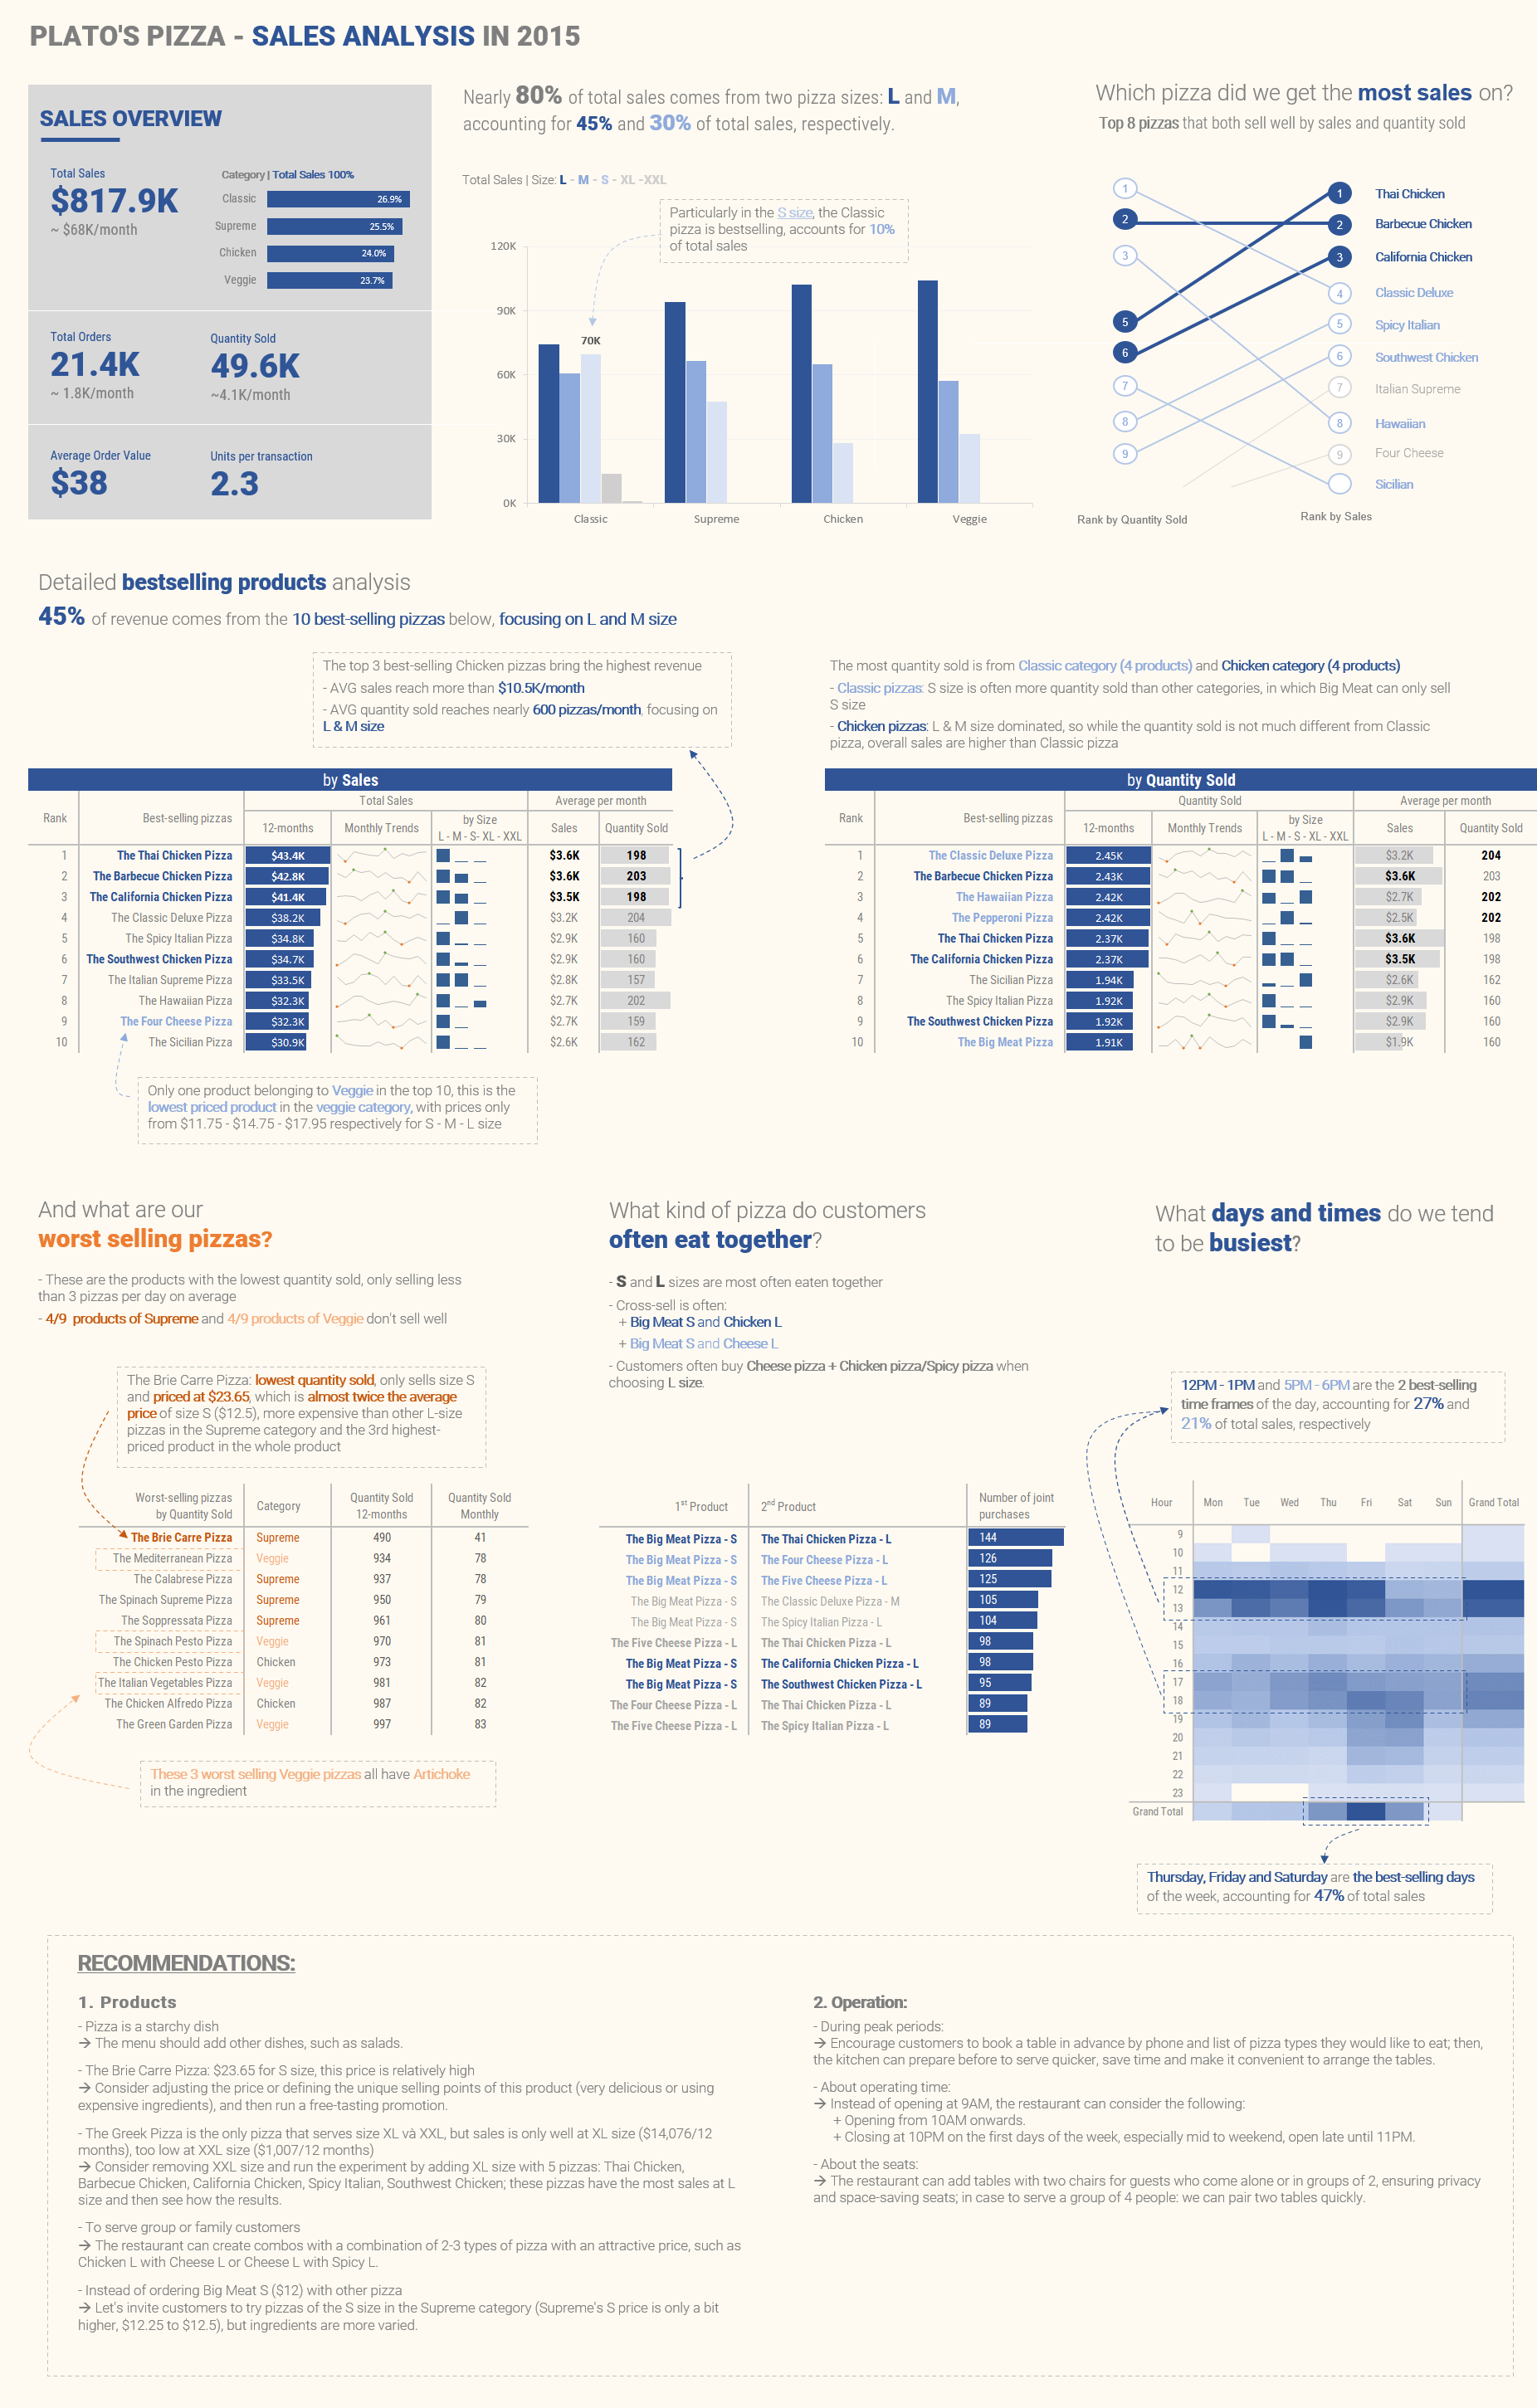 PLATO'S PIZZA - SALES ANALYSIS IN 2015
SALES OVERVIEW
Total Sales
$817.9K
~ $68K/month
Category | Total Sales 100%
Classic 26.9%
Supreme 25.5%
Chicken 24.0%
Veggie 23.7%
Total Orders
21.4K
~ 1.8K/month
Quantity Sold
49.6K
~4.1K/month
Average Order Value
$38
Units per transaction
2.3
Nearly 80% of total sales comes from two pizza sizes: L and M,
accounting for 45% and 30% of total sales, respectively.
Total Sales | Size: L - M - S - XL -XXL
Particularly in the S size, the Classic
pizza is bestselling, accounts for 10%
of total sales
120K
90K
60K
30K
0K
70K
Classic Supreme Chicken Veggie
Which pizza did we get the most sales on?
Top 8 pizzas that both sell well by sales and quantity sold
1 1 Thai Chicken
2 2 Barbecue Chicken
3 3 California Chicken
4 Classic Deluxe
5 5 Spicy Italian
6 6 Southwest Chicken
7 7 Italian Supreme
8 8 Hawaiian
9 9 Four Cheese
Sicilian
Rank by Quantity Sold Rank by Sales
Detailed bestselling products analysis
45% of revenue comes from the 10 best-selling pizzas below, focusing on L and M size
The top 3 best-selling Chicken pizzas bring the highest revenue
- AVG sales reach more than $10.5K/month
- AVG quantity sold reaches nearly 600 pizzas/month, focusing on
L & M size
The most quantity sold is from Classic category (4 products) and Chicken category (4 products)
- Classic pizzas: S size is often more quantity sold than other categories, in which Big Meat can only sell
S size
- Chicken pizzas: L & M size dominated, so while the quantity sold is not much different from Classic
pizza, overall sales are higher than Classic pizza
by Sales
Rank Best-selling pizzas Total Sales Average per month
12-months Monthly Trends by Size
L - M - S- XL - XXL Sales Quantity Sold
1 The Thai Chicken Pizza $43.4K $3.6K 198
2 The Barbecue Chicken Pizza $42.8K $3.6K 203
3 The California Chicken Pizza $41.4K $3.5K 198
4 The Classic Deluxe Pizza $38.2K $3.2K 204
5 The Spicy Italian Pizza $34.8K $2.9K 160
6 The Southwest Chicken Pizza $34.7K $2.9K 160
7 The Italian Supreme Pizza $33.5K $2.8K 157
8 The Hawaiian Pizza $32.3K $2.7K 202
9 The Four Cheese Pizza $32.3K $2.7K 159
10 The Sicilian Pizza $30.9K $2.6K 162
Only one product belonging to Veggie in the top 10, this is the
lowest priced product in the veggie category, with prices only
from $11.75 - $14.75 - $17.95 respectively for S - M - L size
by Quantity Sold
Rank Best-selling pizzas Quantity Sold Average per month
12-months Monthly Trends by Size
L - M - S - XL - XXL Sales Quantity Sold
1 The Classic Deluxe Pizza 2.45K $3.2K 204
2 The Barbecue Chicken Pizza 2.43K $3.6K 203
3 The Hawaiian Pizza 2.42K $2.7K 202
4 The Pepperoni Pizza 2.42K $2.5K 202
5 The Thai Chicken Pizza 2.37K $3.6K 198
6 The California Chicken Pizza 2.37K $3.5K 198
7 The Sicilian Pizza 1.94K $2.6K 162
8 The Spicy Italian Pizza 1.92K $2.9K 160
9 The Southwest Chicken Pizza 1.92K $2.9K 160
10 The Big Meat Pizza 1.91K $1.9K 160
And what are our
worst selling pizzas?
- These are the products with the lowest quantity sold, only selling less
than 3 pizzas per day on average
- 4/9 products of Supreme and 4/9 products of Veggie don't sell well
The Brie Carre Pizza: lowest quantity sold, only sells size S
and priced at $23.65, which is almost twice the average
price of size S ($12.5), more expensive than other L-size
pizzas in the Supreme category and the 3rd highest-
priced product in the whole product
Worst-selling pizzas
by Quantity Sold Category Quantity Sold
12-months Quantity Sold
Monthly
The Brie Carre Pizza Supreme 490 41
The Mediterranean Pizza Veggie 934 78
The Calabrese Pizza Supreme 937 78
The Spinach Supreme Pizza Supreme 950 79
The Soppressata Pizza Supreme 961 80
The Spinach Pesto Pizza Veggie 970 81
The Chicken Pesto Pizza Chicken 973 81
The Italian Vegetables Pizza Veggie 981 82
The Chicken Alfredo Pizza Chicken 987 82
The Green Garden Pizza Veggie 997 83
These 3 worst selling Veggie pizzas all have Artichoke
in the ingredient
What kind of pizza do customers
often eat together?
- S and L sizes are most often eaten together
- Cross-sell is often:
+ Big Meat S and Chicken L
+ Big Meat S and Cheese L
- Customers often buy Cheese pizza + Chicken pizza/Spicy pizza when
choosing L size.
1st Product 2nd Product Number of joint
purchases
The Big Meat Pizza - S The Thai Chicken Pizza - L 144
The Big Meat Pizza - S The Four Cheese Pizza - L 126
The Big Meat Pizza - S The Five Cheese Pizza - L 125
The Big Meat Pizza - S The Classic Deluxe Pizza - M 105
The Big Meat Pizza - S The Spicy Italian Pizza - L 104
The Five Cheese Pizza - L The Thai Chicken Pizza - L 98
The Big Meat Pizza - S The California Chicken Pizza - L 98
The Big Meat Pizza - S The Southwest Chicken Pizza - L 95
The Four Cheese Pizza - L The Thai Chicken Pizza - L 89
The Five Cheese Pizza - L The Spicy Italian Pizza - L 89
What days and times do we tend
to be busiest?
12PM - 1PM and 5PM - 6PM are the 2 best-selling
time frames of the day, accounting for 27% and
21% of total sales, respectively
Hour Mon Tue Wed Thu Fri Sat Sun Grand Total
9
10
11
12
13
14
15
16
17
18
19
20
21
22
23
Grand Total
Thursday, Friday and Saturday are the best-selling days
of the week, accounting for 47% of total sales
RECOMMENDATIONS:
1. Products
- Pizza is a starchy dish
→ The menu should add other dishes, such as salads.
- The Brie Carre Pizza: $23.65 for S size, this price is relatively high
→ Consider adjusting the price or defining the unique selling points of this product (very delicious or using
expensive ingredients), and then run a free-tasting promotion.
- The Greek Pizza is the only pizza that serves size XL và XXL, but sales is only well at XL size ($14,076/12
months), too low at XXL size ($1,007/12 months)
→ Consider removing XXL size and run the experiment by adding XL size with 5 pizzas: Thai Chicken,
Barbecue Chicken, California Chicken, Spicy Italian, Southwest Chicken; these pizzas have the most sales at L
size and then see how the results.
- To serve group or family customers
→ The restaurant can create combos with a combination of 2-3 types of pizza with an attractive price, such as
Chicken L with Cheese L or Cheese L with Spicy L.
- Instead of ordering Big Meat S ($12) with other pizza
→ Let's invite customers to try pizzas of the S size in the Supreme category (Supreme's S price is only a bit
higher, $12.25 to $12.5), but ingredients are more varied.
2. Operation:
- During peak periods:
→ Encourage customers to book a table in advance by phone and list of pizza types they would like to eat; then,
the kitchen can prepare before to serve quicker, save time and make it convenient to arrange the tables.
- About operating time:
→ Instead of opening at 9AM, the restaurant can consider the following:
+ Opening from 10AM onwards.
+ Closing at 10PM on the first days of the week, especially mid to weekend, open late until 11PM.
- About the seats:
→ The restaurant can add tables with two chairs for guests who come alone or in groups of 2, ensuring privacy
and space-saving seats; in case to serve a group of 4 people: we can pair two tables quickly.